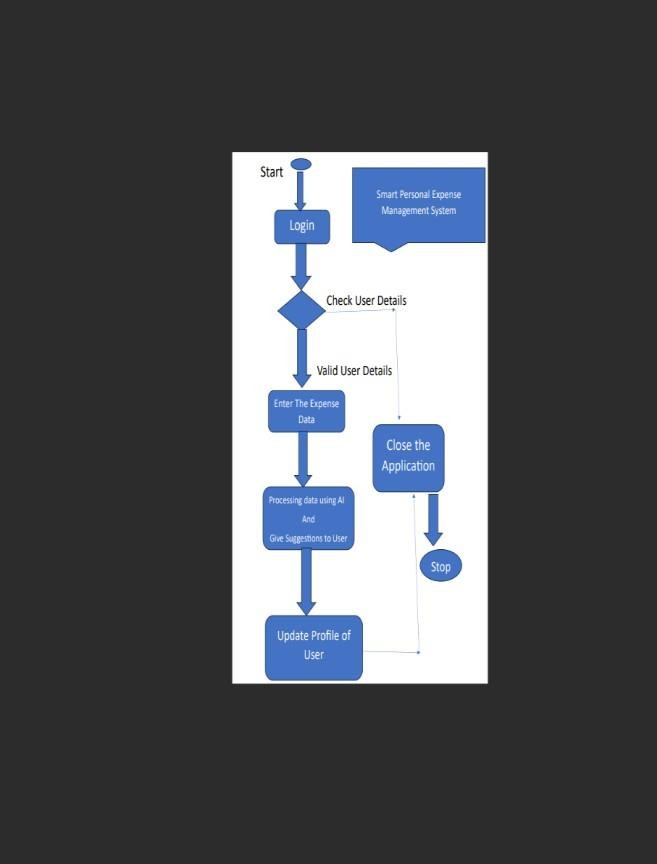 Start
Smart Personal Expense
Management System
Login
Check User Details
Valid User Details
Enter The Expense
Data
Close the
Application
Processing data using AI
And
Give Suggestions to User
Stop
Update Profile of
User